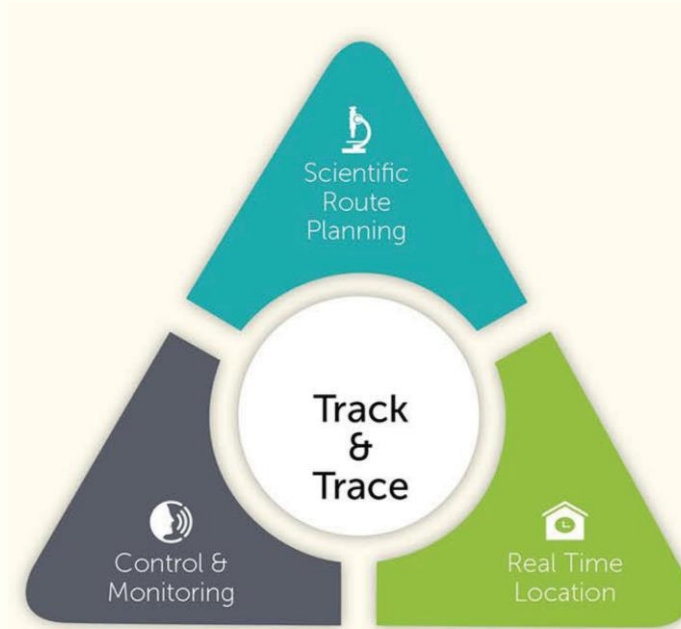 Scientific
Route
Planning
Track
&
Trace
Control &
Monitoring
Real Time
Location